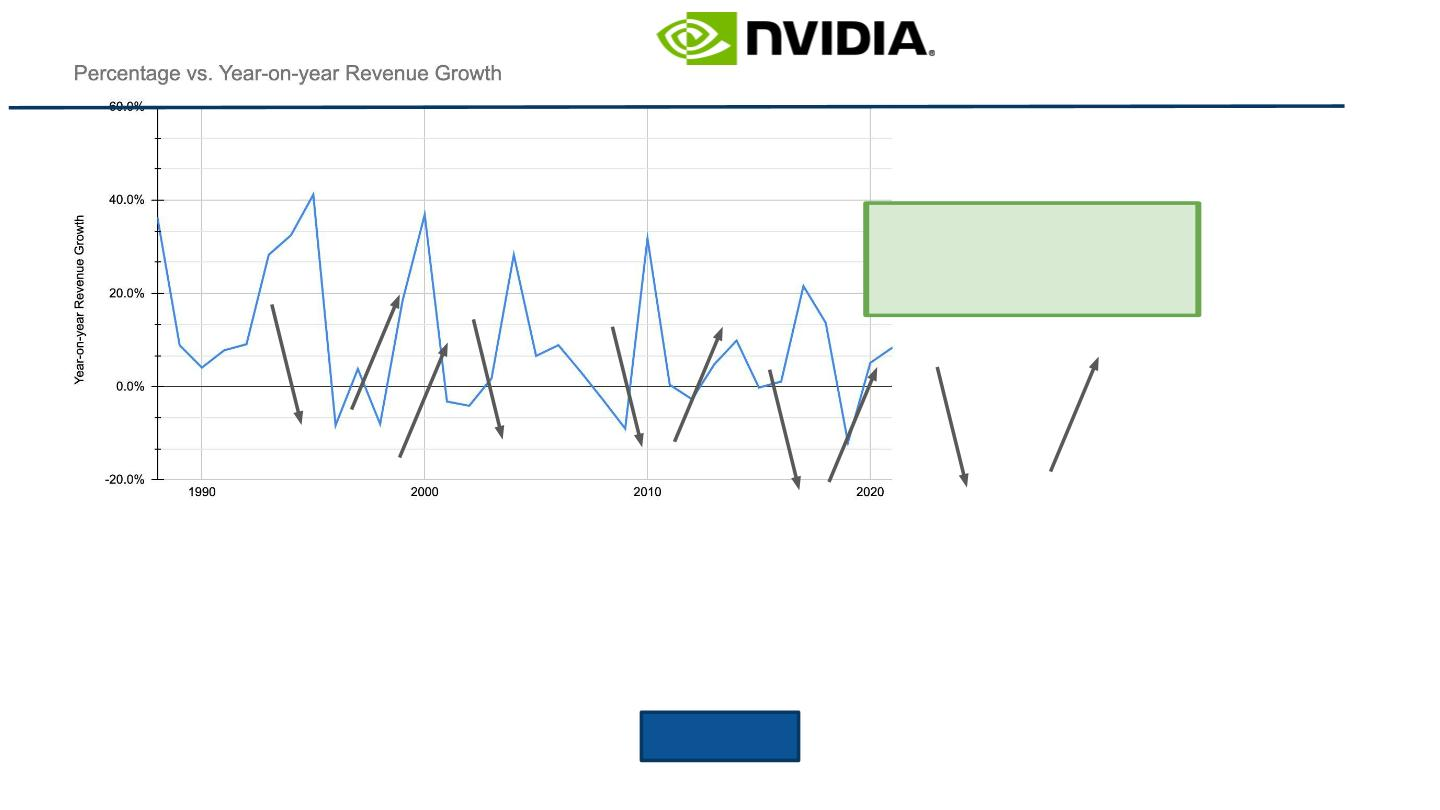 NVIDIA.
Percentage vs. Year-on-year Revenue Growth
60.0%
40.0%
20.0%
0.0%
-20.0%
Year-on-year Revenue Growth
1990 2000 2010 2020